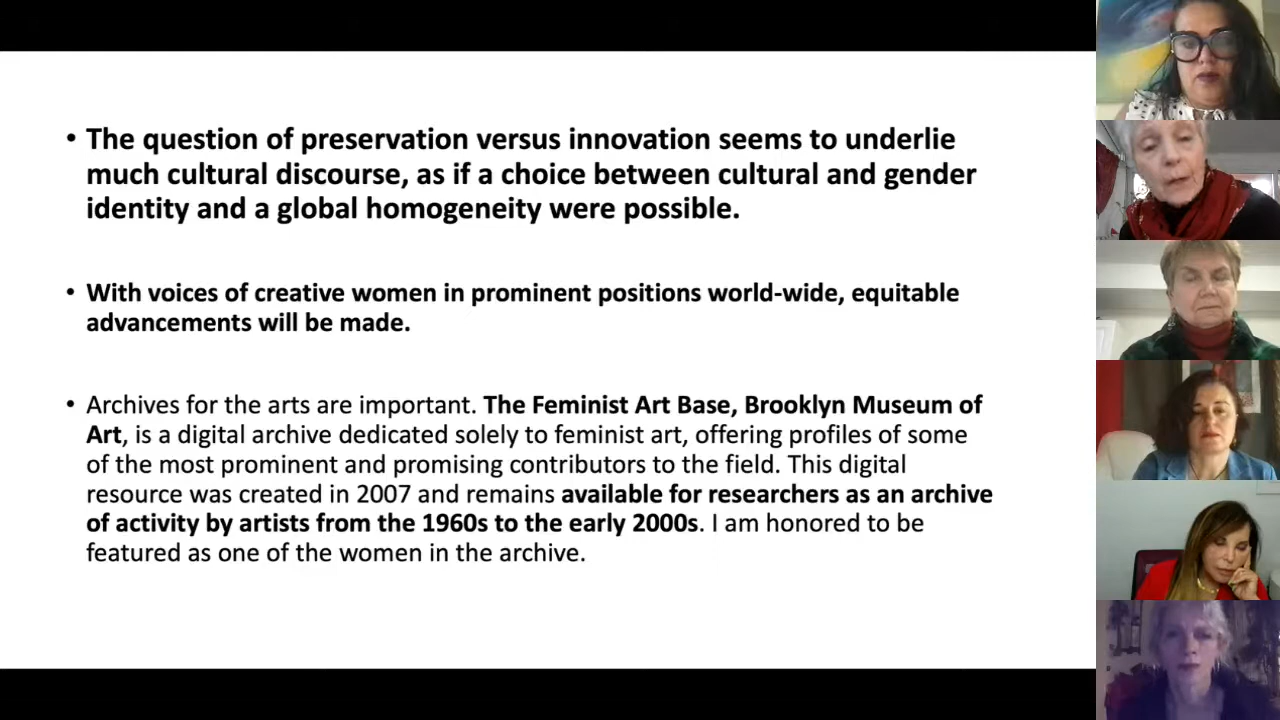 • The question of preservation versus innovation seems to underlie
much cultural discourse, as if a choice between cultural and gender
identity and a global homogeneity were possible.
• With voices of creative women in prominent positions world-wide, equitable
advancements will be made.
• Archives for the arts are important. The Feminist Art Base, Brooklyn Museum of
Art, is a digital archive dedicated solely to feminist art, offering profiles of some
of the most prominent and promising contributors to the field. This digital
resource was created in 2007 and remains available for researchers as an archive
of activity by artists from the 1960s to the early 2000s. I am honored to be
featured as one of the women in the archive.